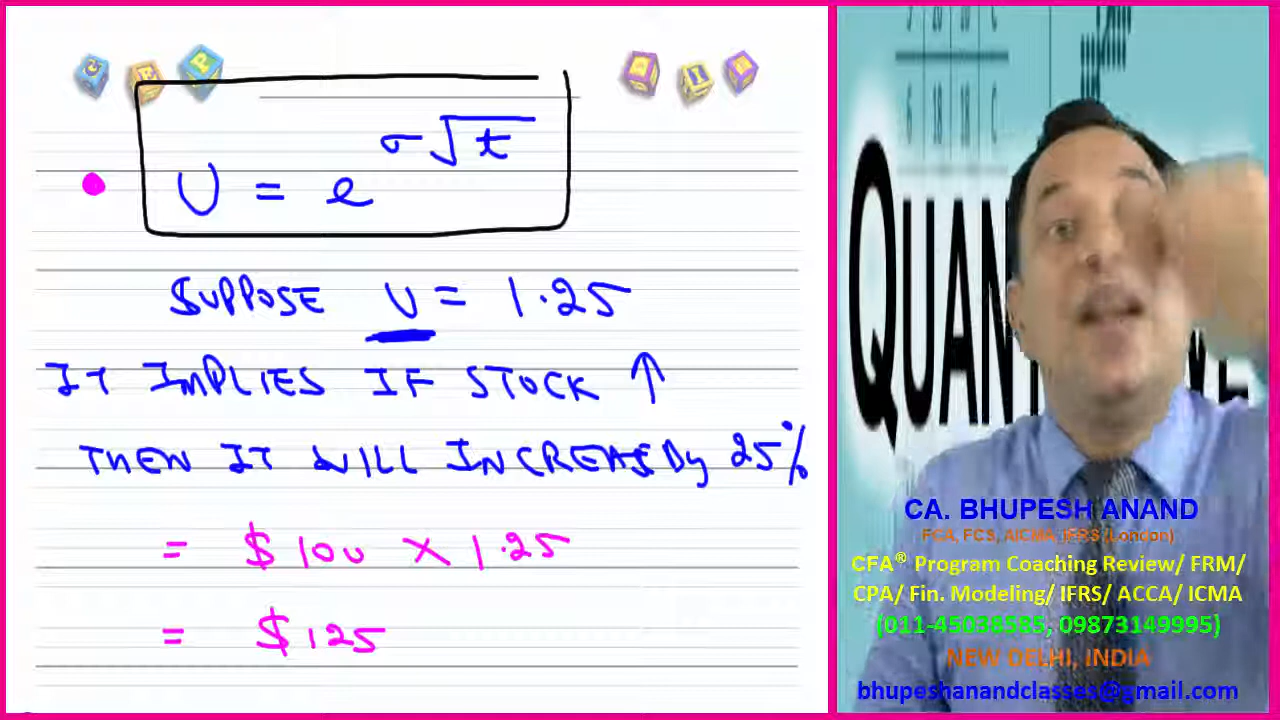 U = e^σ√t
SUPPOSE U = 1.25
IT IMPLIES IF STOCK ↑
THEN IT WILL INCREASE By 25%
= $100 × 1.25
= $125
QUAN
CA. BHUPESH ANAND
FCA, FCS, AICMA, IFRS (London)
CFA® Program Coaching Review/ FRM/
CPA/ Fin. Modeling/ IFRS/ ACCA/ ICMA
(011-45038585, 09873149995)
NEW DELHI, INDIA
bhupeshanandclasses@gmail.com